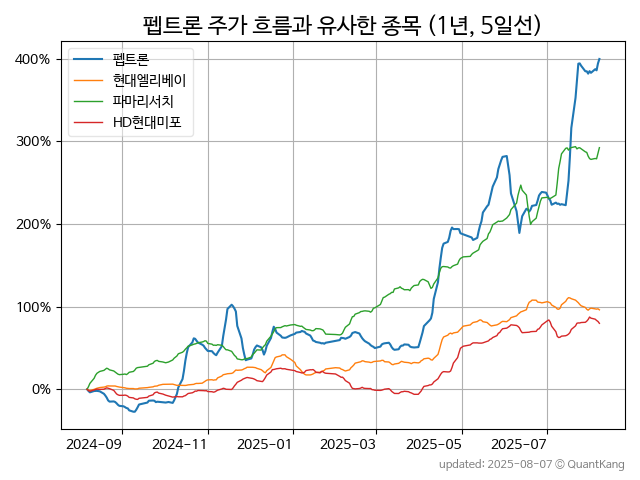 펩트론 주가 흐름과 유사한 종목 (1년, 5일선)
펩트론
현대엘리베이
파마리서치
HD현대미포
400%
300%
200%
100%
0%
2024-09
2024-11
2025-01
2025-03
2025-05
2025-07
updated: 2025-08-07 © QuantKang